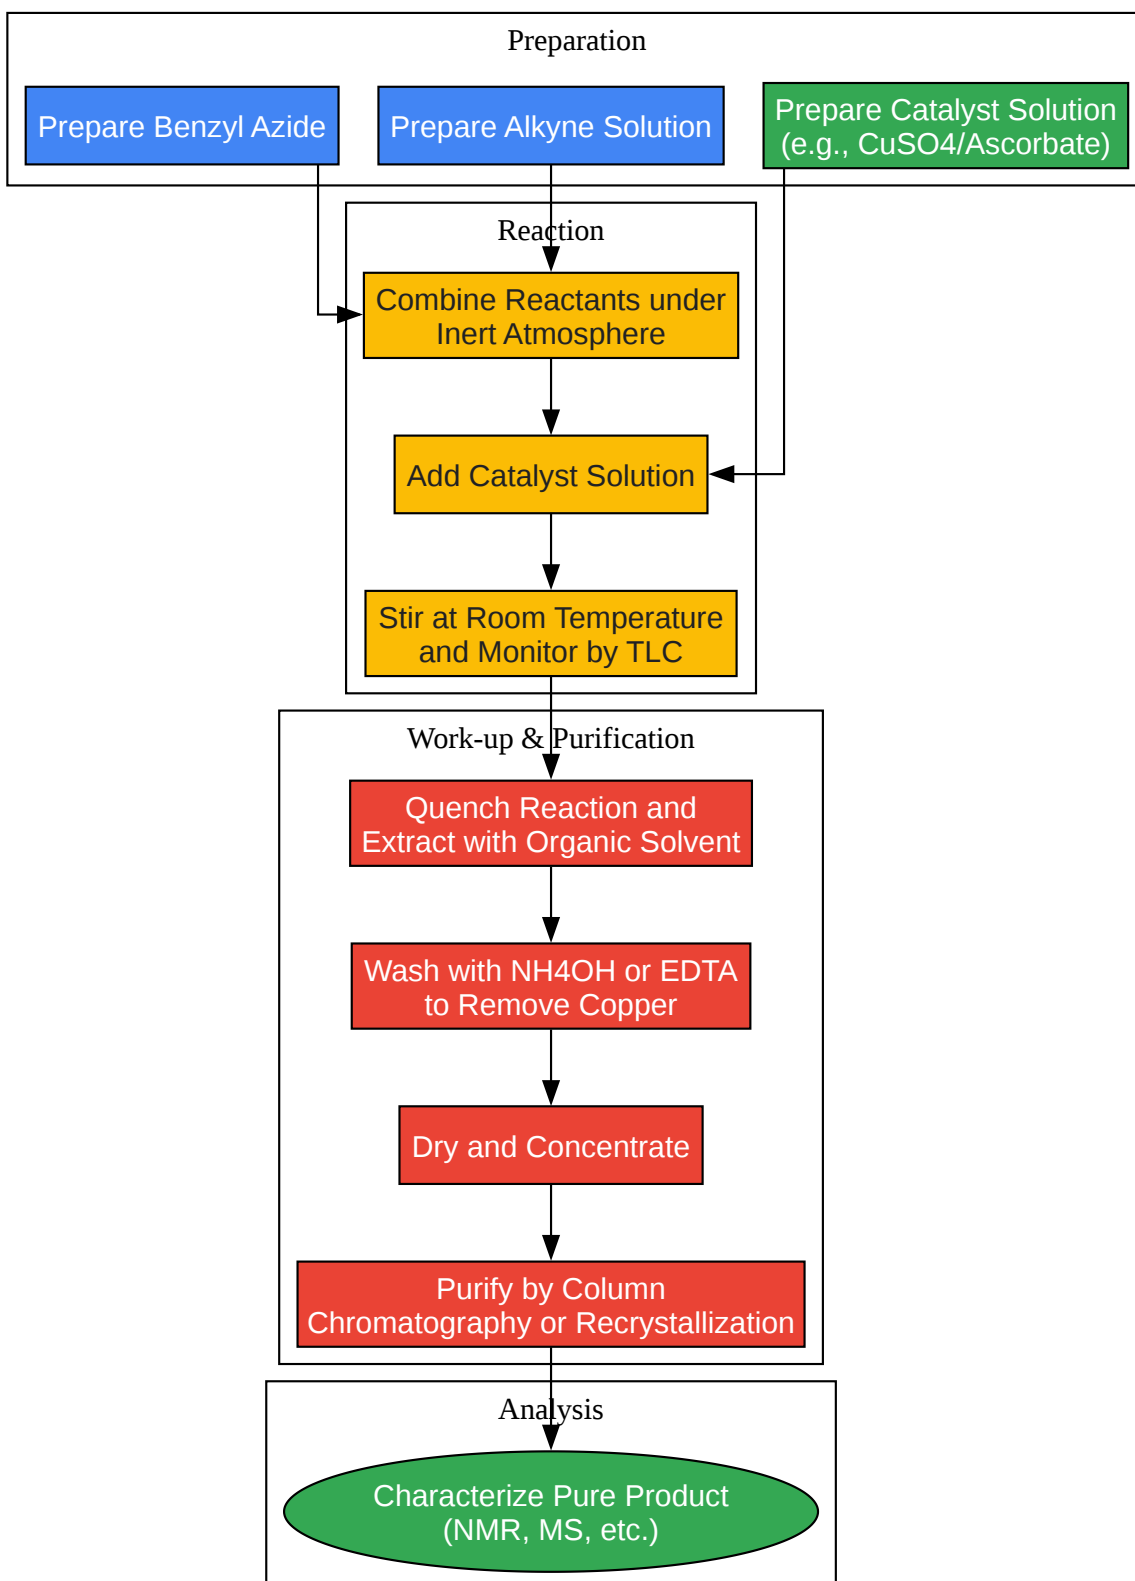 Preparation
Prepare Benzyl Azide
Prepare Alkyne Solution
Prepare Catalyst Solution
(e.g., CuSO4/Ascorbate)
Reaction
Combine Reactants under
Inert Atmosphere
Add Catalyst Solution
Stir at Room Temperature
and Monitor by TLC
Work-up & Purification
Quench Reaction and
Extract with Organic Solvent
Wash with NH4OH or EDTA
to Remove Copper
Dry and Concentrate
Purify by Column
Chromatography or Recrystallization
Analysis
Characterize Pure Product
(NMR, MS, etc.)